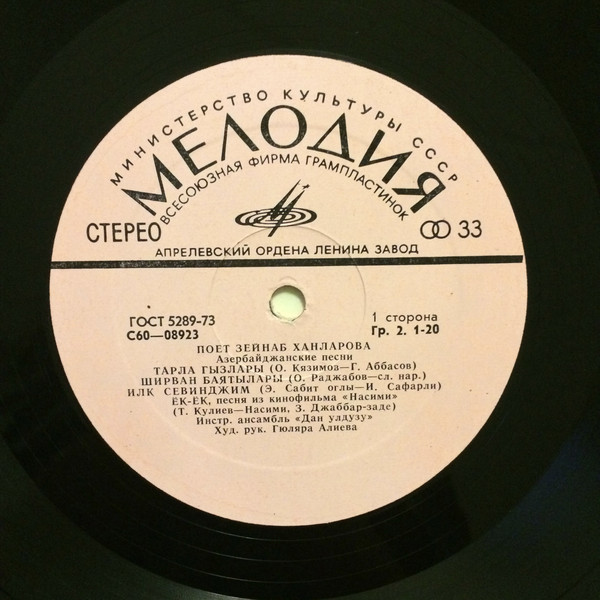 МИНИСТЕРСТВО КУЛЬТУРЫ СССР
МЕЛОДИЯ
ВСЕСОЮЗНАЯ ФИРМА ГРАМПЛАСТИНОК
СТЕРЕО
33
АПРЕЛЕВСКИЙ ОРДЕНА ЛЕНИНА ЗАВОД
ГОСТ 5289-73
С60—08923
1 сторона
Гр. 2. 1-20
ПОЕТ ЗЕЙНАБ ХАНЛАРОВА
Азербайджанские песни
ТАРЛА ГЫЗЛАРЫ (О. Кязимов—Г. Аббасов)
ШИРВАН БАЯТЫЛАРЫ (О. Раджабов—сл. нар.)
ИЛК СЕВИНДЖИМ (Э. Сабит оглы—И. Сафарли)
ЁК-ЁК, песня из кинофильма «Насими»
(Т. Кулиев—Насими, З. Джаббар-заде)
Инстр. ансамбль «Дан улдузу»
Худ. рук. Гюляра Алиева